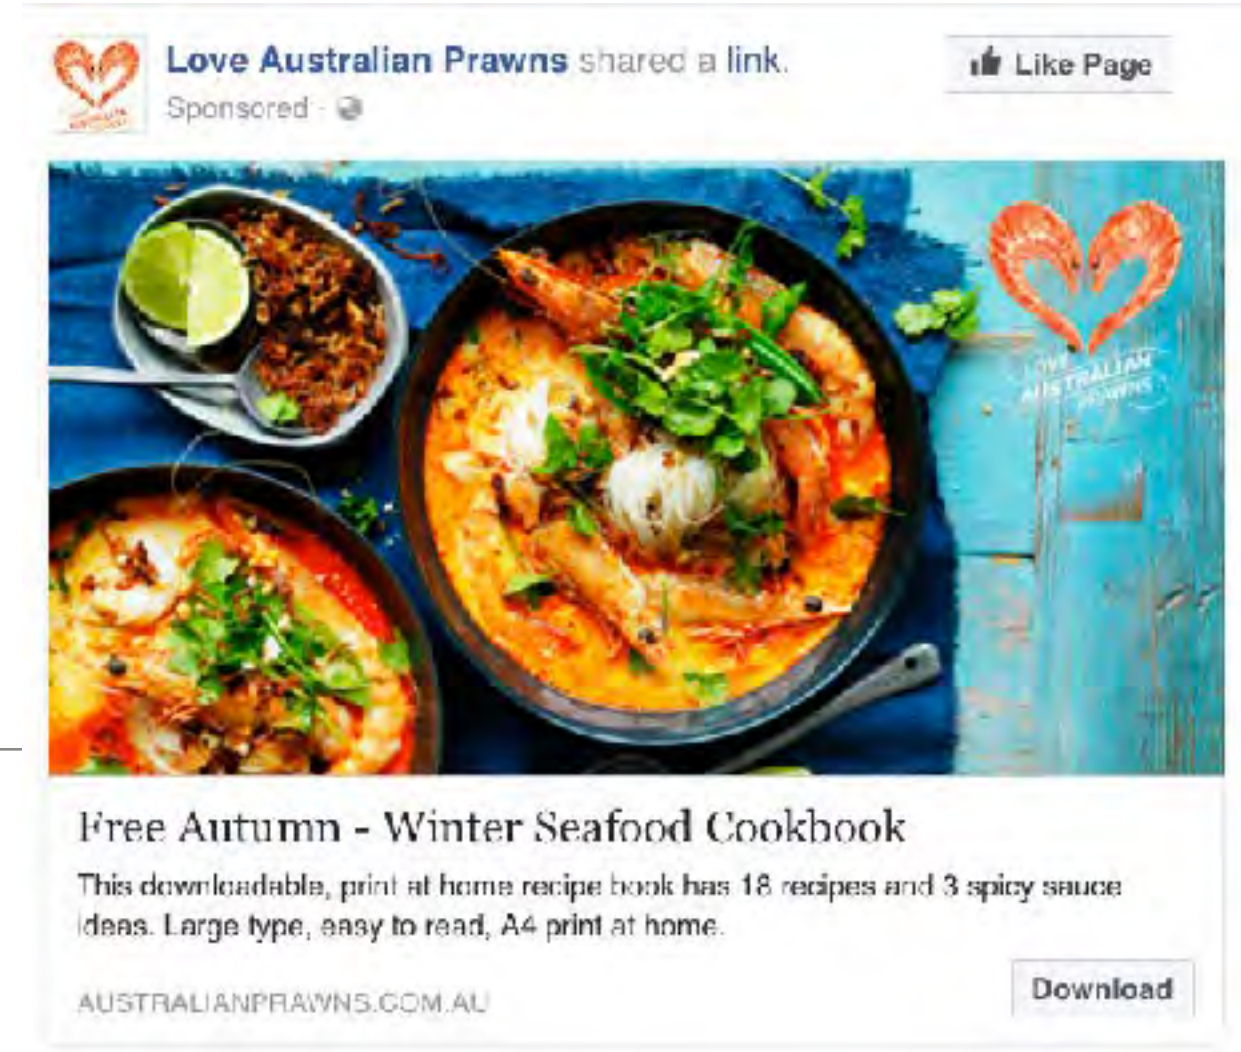 Love Australian Prawns shared a link.
Like Page
Sponsored ·
LOVE
AUSTRALIAN
PRAWNS
Free Autumn - Winter Seafood Cookbook
This downloadable, print at home recipe book has 18 recipes and 3 spicy sauce
ideas. Large type, easy to read, A4 print at home.
AUSTRALIANPRAWNS.COM.AU
Download